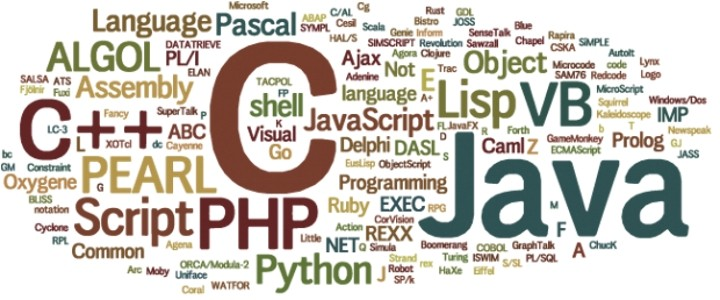 Microsoft
Language Pascal ABAP C/AL Cg Rust GDL Blue
SYMPL Cesil Scala Bistro JOSS SenseTalk Chapel Rapira
ALGOL DATATRIEVE PL/I HAL/S Genie Inform Sawzall CSKA SiMPLE
SIMSCRIPT Revolution AutoIt
ELAN Ajax Agora Clojure Object Microcode code Lynx
SALSA ATS Adenine Not E Trac SAM76 Redcode Logo
Fjölnir Fuxi Assembly TACPOL FP language A+ Lisp VB MicroScript
C++ Fancy SuperTalk P C shell JavaScript Squirrel Windows/Dos
LC-3 L XOTcl dc ABC K Visual FL JavaFX R Forth Kaleidoscope IMP
Cayenne Go Delphi DASL D Caml Z GameMonkey b T Prolog Newspeak
bc GM Constraint S ECMAScript GJ JASS
Oxygene G PEARL EusLisp ObjectScript Java
BLISS Programming
notation Script PHP Ruby EXEC RPG M
Cyclone Little Action CorVision F
RPL Common Agena NET Q Simula REXX Boomerang COBOL GraphTalk A ChucK
Arc Moby ORCA/Modula-2 Python Strand rex Turing ISWIM PL/SQL
Uniface J Robot HaXe Eiffel S/SL
Coral WATFOR SP/k